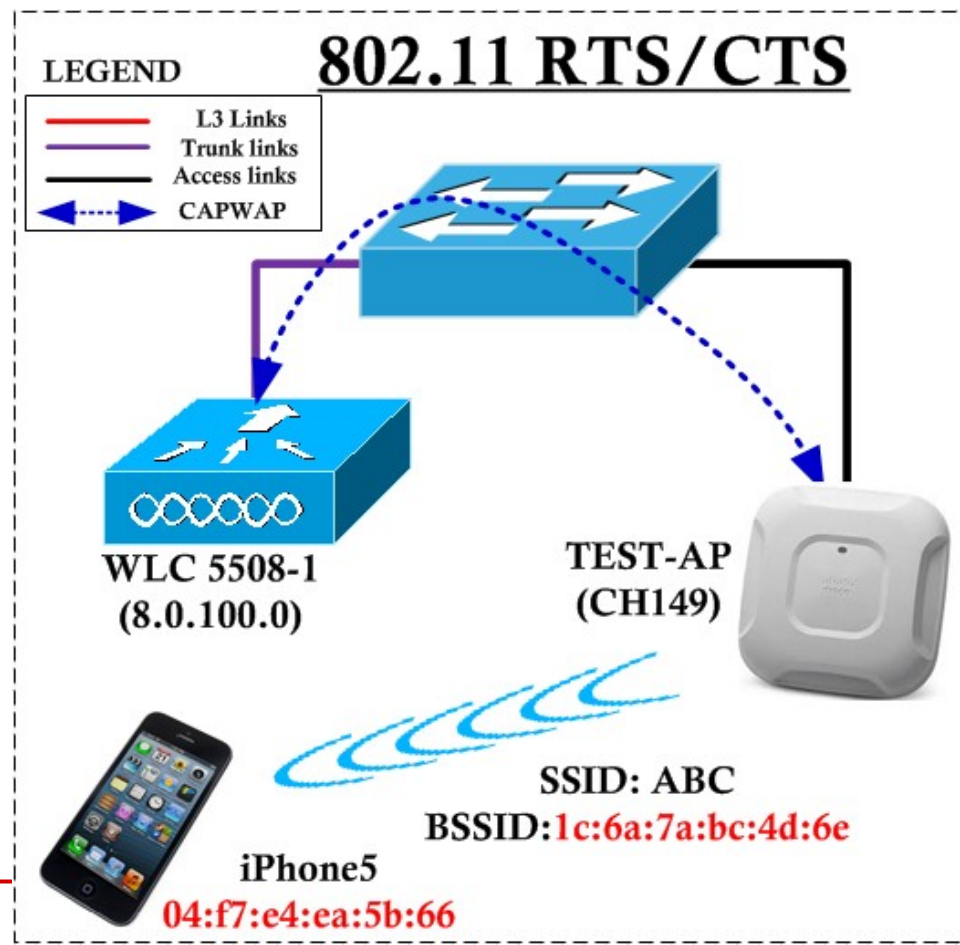 802.11 RTS/CTS
LEGEND
L3 Links
Trunk links
Access links
CAPWAP
WLC 5508-1
(8.0.100.0)
TEST-AP
(CH149)
SSID: ABC
BSSID:1c:6a:7a:bc:4d:6e
iPhone5
04:f7:e4:ea:5b:66